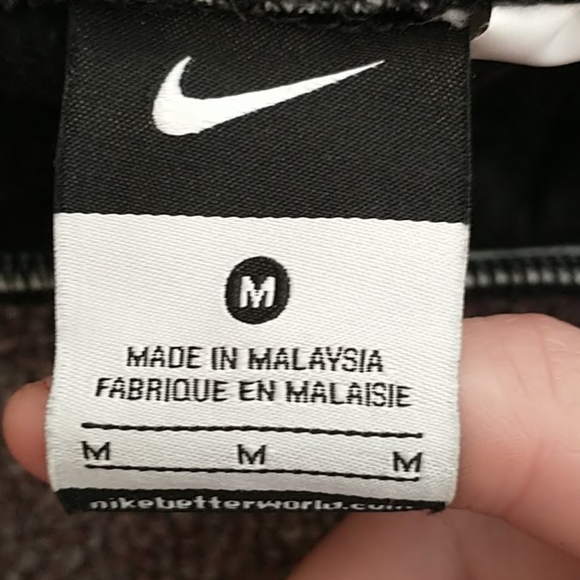 M
MADE IN MALAYSIA
FABRIQUE EN MALAISIE
M M M
nikebetterworld.com